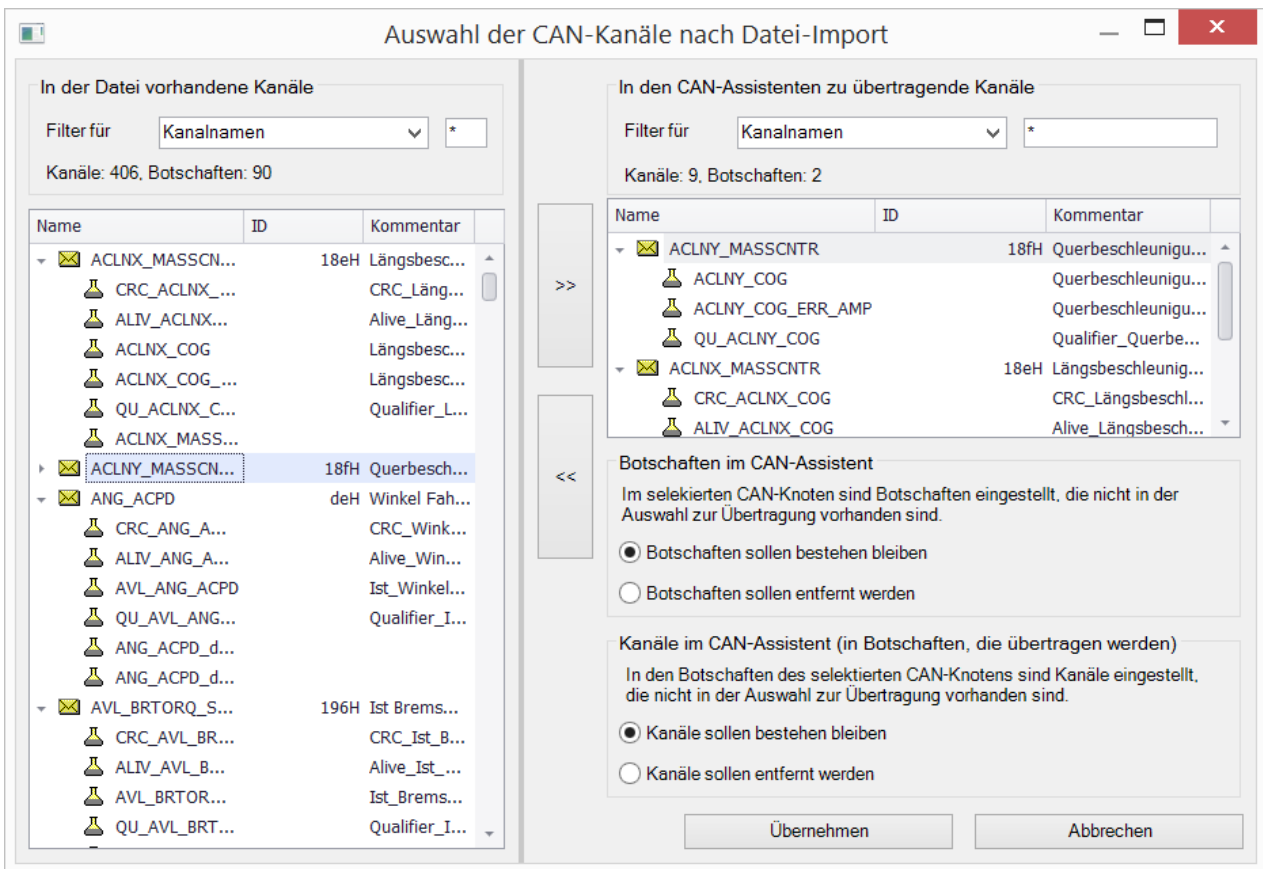 Auswahl der CAN-Kanäle nach Datei-Import
In der Datei vorhandene Kanäle
Filter für Kanalnamen *
Kanäle: 406, Botschaften: 90
Name ID Kommentar
ACLNX_MASSCN... 18eH Längsbesc...
CRC_ACLNX_... CRC_Läng...
ALIV_ACLNX... Alive_Läng...
ACLNX_COG Längsbesc...
ACLNX_COG_... Längsbesc...
QU_ACLNX_C... Qualifier_L...
ACLNX_MASS...
ACLNY_MASSCN... 18fH Querbesch...
ANG_ACPD deH Winkel Fah...
CRC_ANG_A... CRC_Wink...
ALIV_ANG_A... Alive_Win...
AVL_ANG_ACPD Ist_Winkel...
QU_AVL_ANG... Qualifier_I...
ANG_ACPD_d...
ANG_ACPD_d...
AVL_BRTORQ_S... 196H Ist Brems...
CRC_AVL_BR... CRC_Ist_B...
ALIV_AVL_B... Alive_Ist_...
AVL_BRTOR... Ist_Brems...
QU_AVL_BRT... Qualifier_I...
>>
<<
In den CAN-Assistenten zu übertragende Kanäle
Filter für Kanalnamen *
Kanäle: 9, Botschaften: 2
Name ID Kommentar
ACLNY_MASSCNTR 18fH Querbeschleunigu...
ACLNY_COG Querbeschleunigu...
ACLNY_COG_ERR_AMP Querbeschleunigu...
QU_ACLNY_COG Qualifier_Querbe...
ACLNX_MASSCNTR 18eH Längsbeschleunig...
CRC_ACLNX_COG CRC_Längsbeschl...
ALIV_ACLNX_COG Alive_Längsbesch...
Botschaften im CAN-Assistent
Im selekierten CAN-Knoten sind Botschaften eingestellt, die nicht in der
Auswahl zur Übertragung vorhanden sind.
Botschaften sollen bestehen bleiben
Botschaften sollen entfernt werden
Kanäle im CAN-Assistent (in Botschaften, die übertragen werden)
In den Botschaften des selektierten CAN-Knotens sind Kanäle eingestellt,
die nicht in der Auswahl zur Übertragung vorhanden sind.
Kanäle sollen bestehen bleiben
Kanäle sollen entfernt werden
Übernehmen Abbrechen